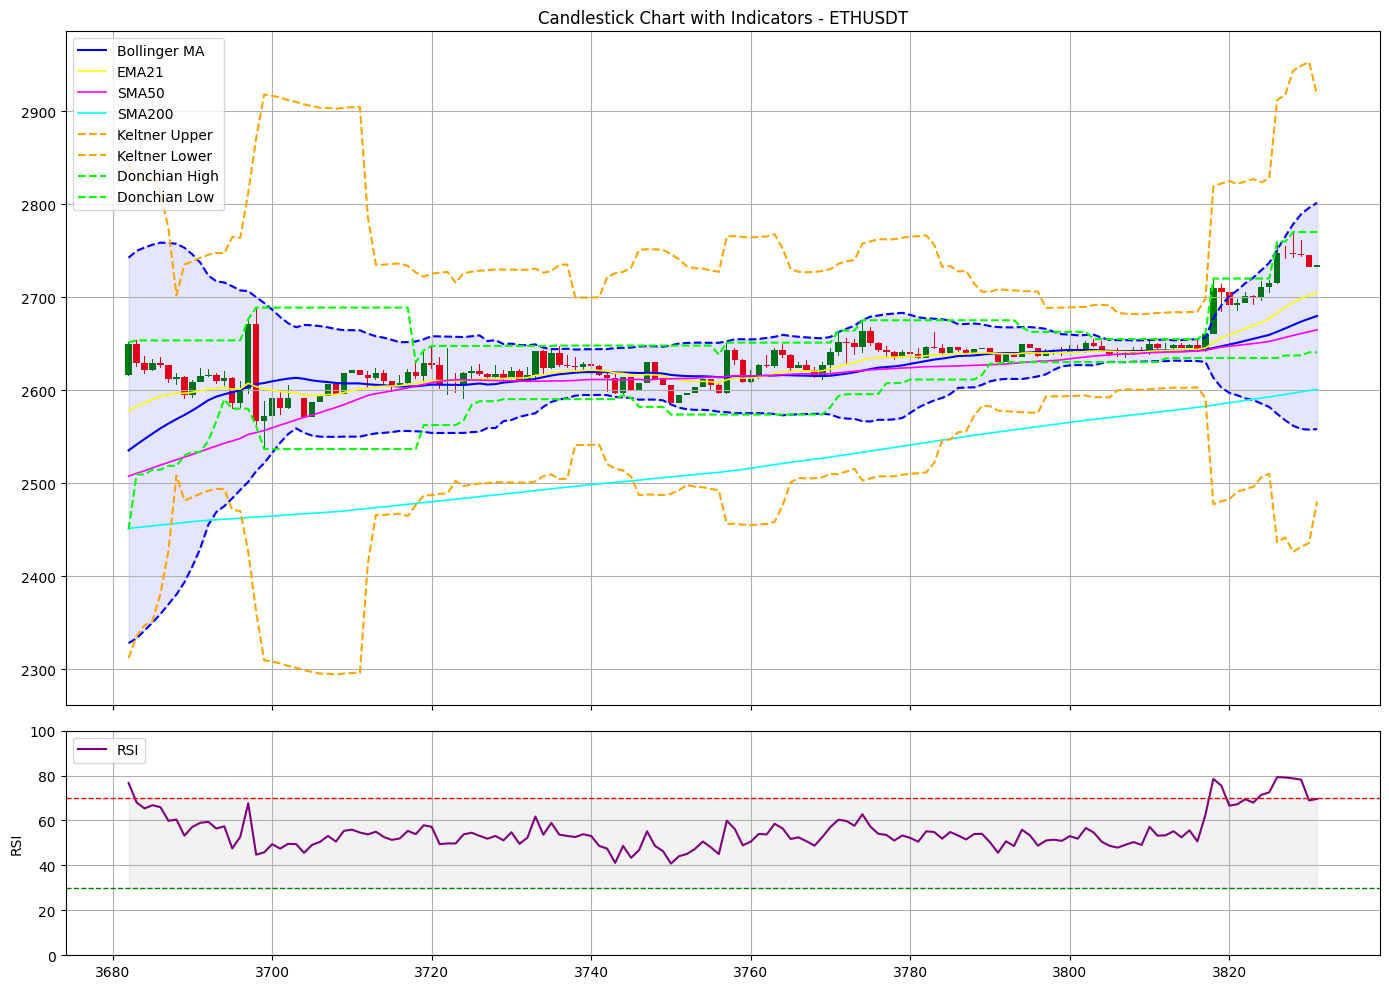 Candlestick Chart with Indicators - ETHUSDT
Bollinger MA
EMA21
SMA50
SMA200
Keltner Upper
Keltner Lower
Donchian High
Donchian Low
2900
2800
2700
2600
2500
2400
2300
RSI
100
80
60
40
20
0
RSI
3680 3700 3720 3740 3760 3780 3800 3820